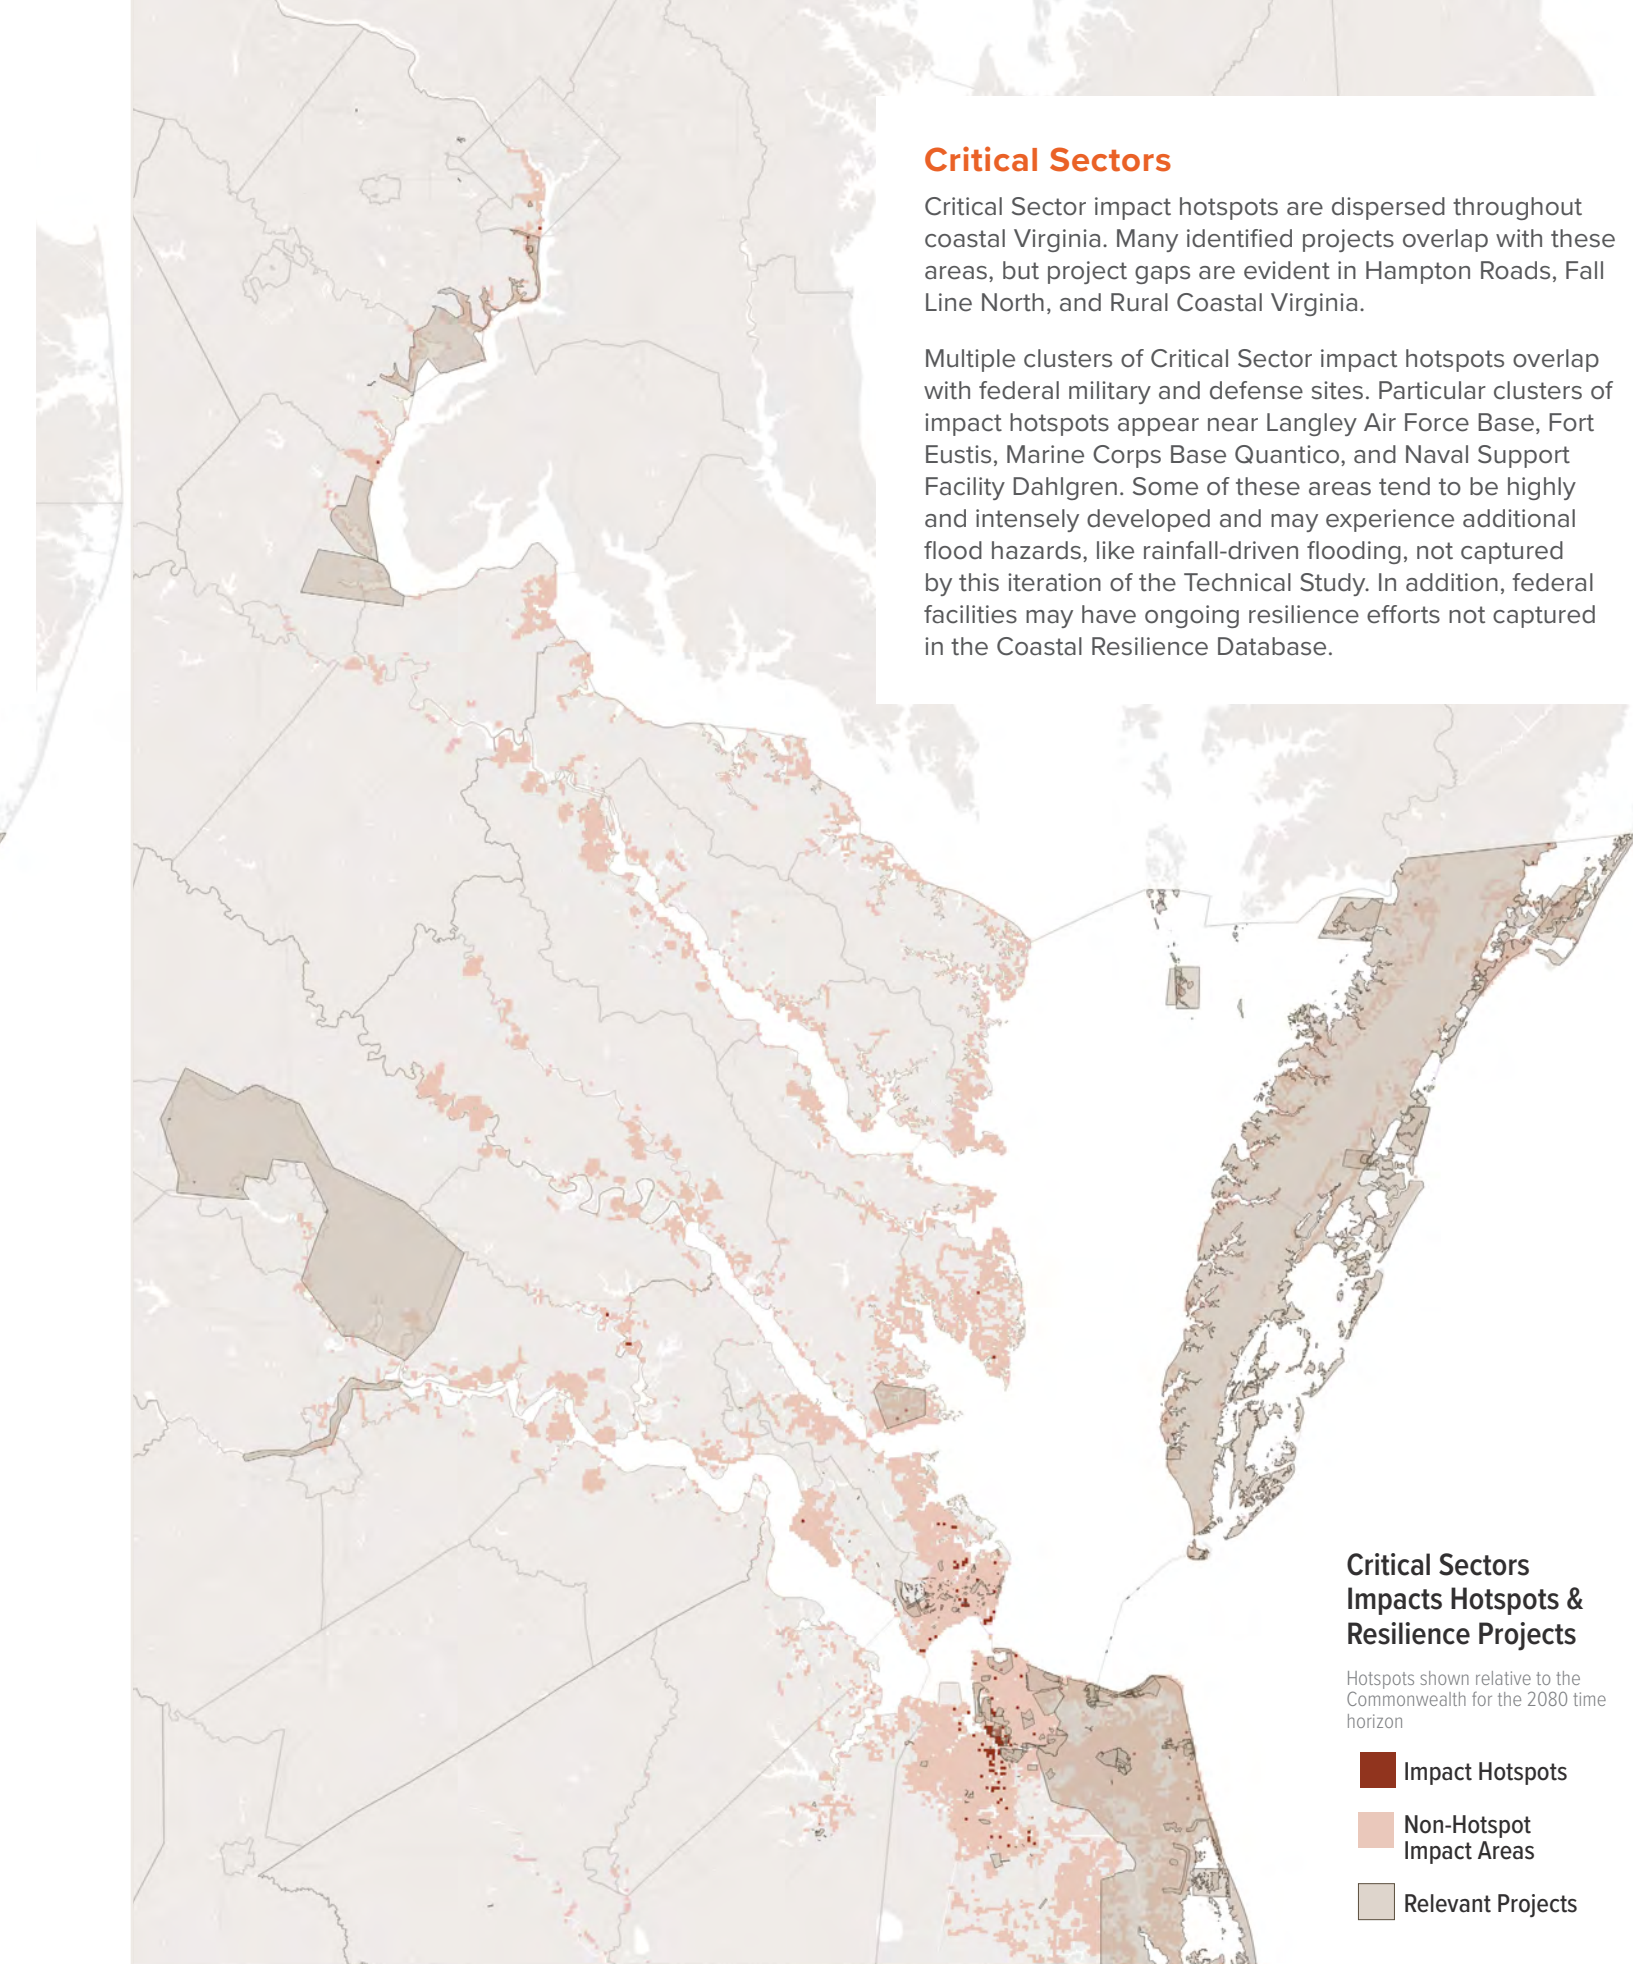 Critical Sectors
Critical Sector impact hotspots are dispersed throughout
coastal Virginia. Many identified projects overlap with these
areas, but project gaps are evident in Hampton Roads, Fall
Line North, and Rural Coastal Virginia.
Multiple clusters of Critical Sector impact hotspots overlap
with federal military and defense sites. Particular clusters of
impact hotspots appear near Langley Air Force Base, Fort
Eustis, Marine Corps Base Quantico, and Naval Support
Facility Dahlgren. Some of these areas tend to be highly
and intensely developed and may experience additional
flood hazards, like rainfall-driven flooding, not captured
by this iteration of the Technical Study. In addition, federal
facilities may have ongoing resilience efforts not captured
in the Coastal Resilience Database.
Critical Sectors
Impacts Hotspots &
Resilience Projects
Hotspots shown relative to the
Commonwealth for the 2080 time
horizon
Impact Hotspots
Non-Hotspot
Impact Areas
Relevant Projects